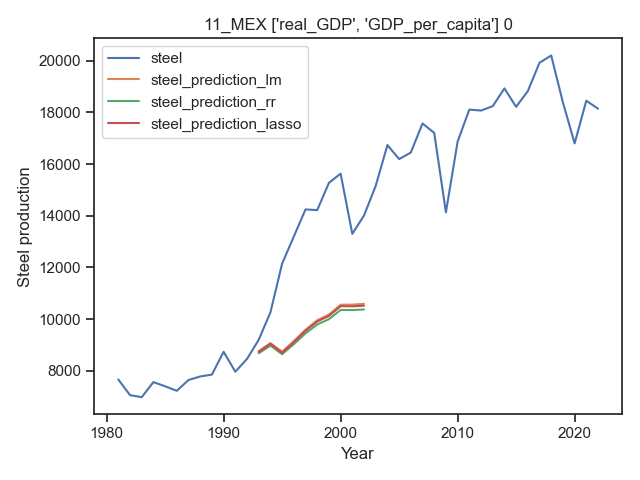 11_MEX ['real_GDP', 'GDP_per_capita'] 0
steel
steel_prediction_lm
steel_prediction_rr
steel_prediction_lasso
Steel production
20000
18000
16000
14000
12000
10000
8000
1980
1990
2000
2010
2020
Year